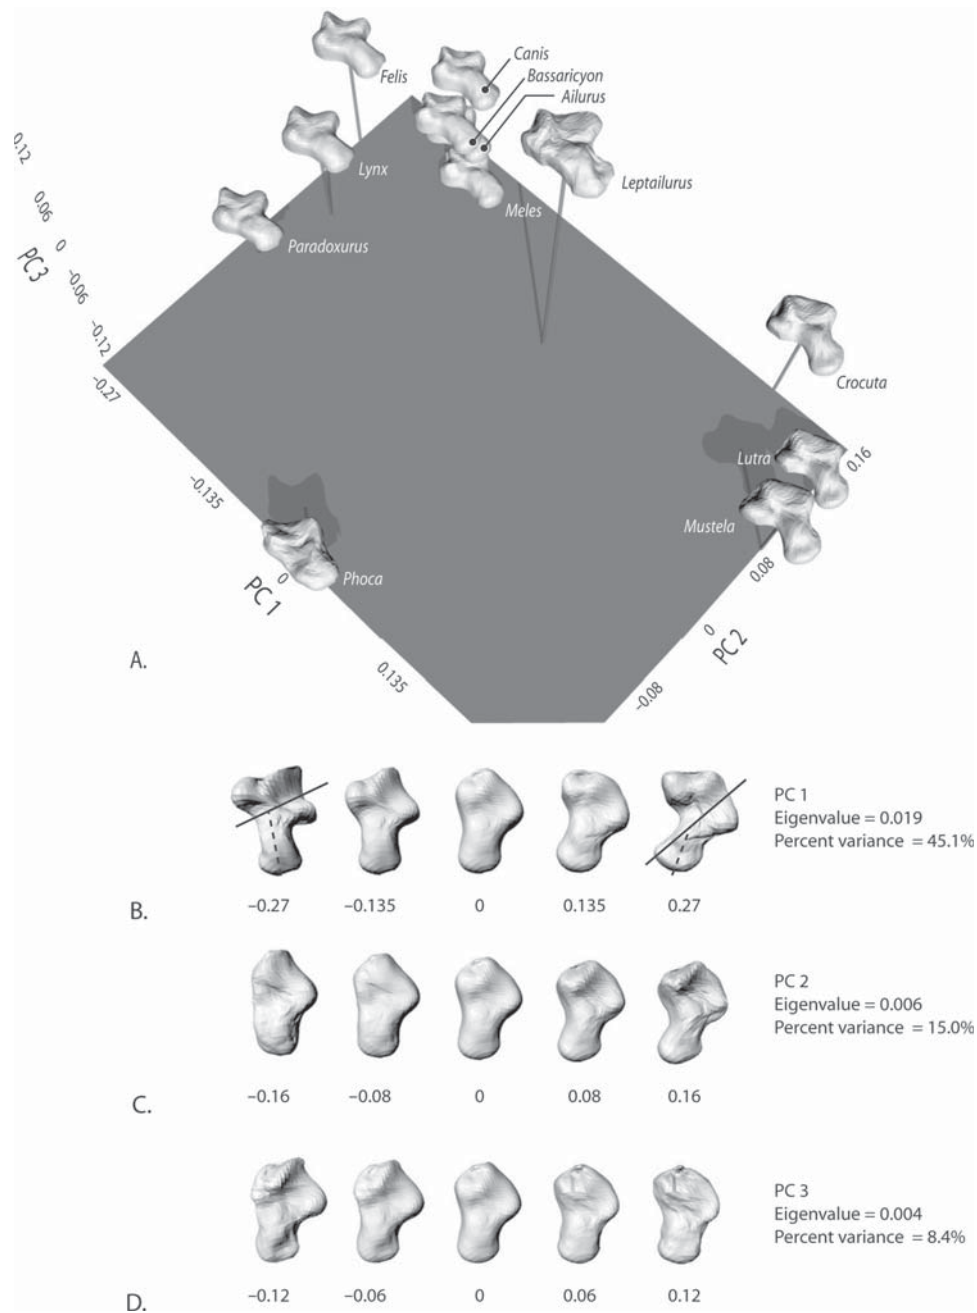 Canis
Bassaricyon
Ailurus
Felis
Lynx
Leptailurus
Meles
Paradoxurus
0.12
0.06
0
−0.06
−0.12
PC3
Crocuta
−0.27
−0.135
0
0.135
PC 1
Lutra
Mustela
Phoca
0.16
0.08
0
−0.08
PC 2
A.
PC 1
Eigenvalue = 0.019
Percent variance = 45.1%
B.
−0.27 −0.135 0 0.135 0.27
PC 2
Eigenvalue = 0.006
Percent variance = 15.0%
C.
−0.16 −0.08 0 0.08 0.16
PC 3
Eigenvalue = 0.004
Percent variance = 8.4%
D.
−0.12 −0.06 0 0.06 0.12